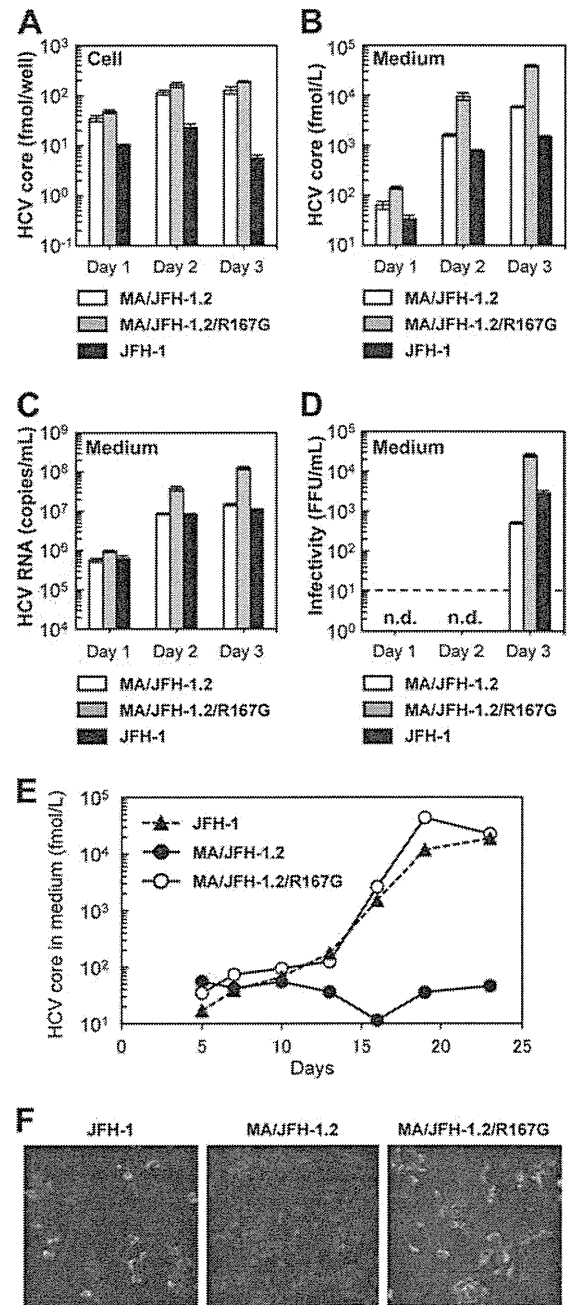 A
Cell
HCV core (fmol/well)
10³
10²
10¹
10⁰
10⁻¹
Day 1 Day 2 Day 3
MA/JFH-1.2
MA/JFH-1.2/R167G
JFH-1
B
Medium
HCV core (fmol/L)
10⁵
10⁴
10³
10²
10¹
Day 1 Day 2 Day 3
MA/JFH-1.2
MA/JFH-1.2/R167G
JFH-1
C
Medium
HCV RNA (copies/mL)
10⁹
10⁸
10⁷
10⁶
10⁵
10⁴
Day 1 Day 2 Day 3
MA/JFH-1.2
MA/JFH-1.2/R167G
JFH-1
D
Medium
Infectivity (FFU/mL)
10⁵
10⁴
10³
10²
10¹
10⁰
n.d. n.d.
Day 1 Day 2 Day 3
MA/JFH-1.2
MA/JFH-1.2/R167G
JFH-1
E
HCV core in medium (fmol/L)
10⁵
10⁴
10³
10²
10¹
JFH-1
MA/JFH-1.2
MA/JFH-1.2/R167G
0 5 10 15 20 25
Days
F
JFH-1 MA/JFH-1.2 MA/JFH-1.2/R167G